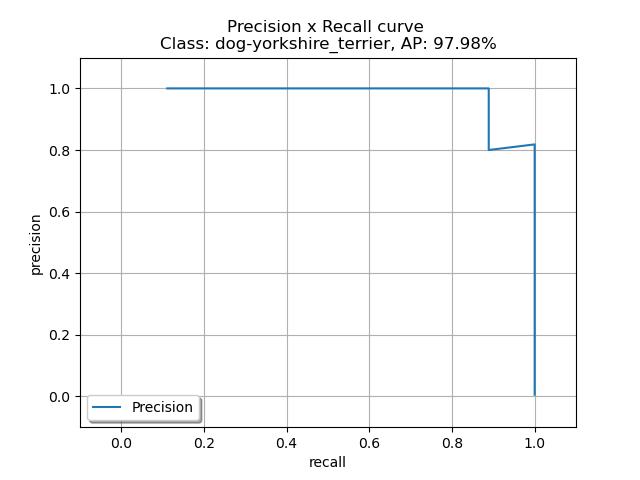 Precision x Recall curve
Class: dog-yorkshire_terrier, AP: 97.98%
precision
1.0
0.8
0.6
0.4
0.2
0.0
Precision
0.0 0.2 0.4 0.6 0.8 1.0
recall